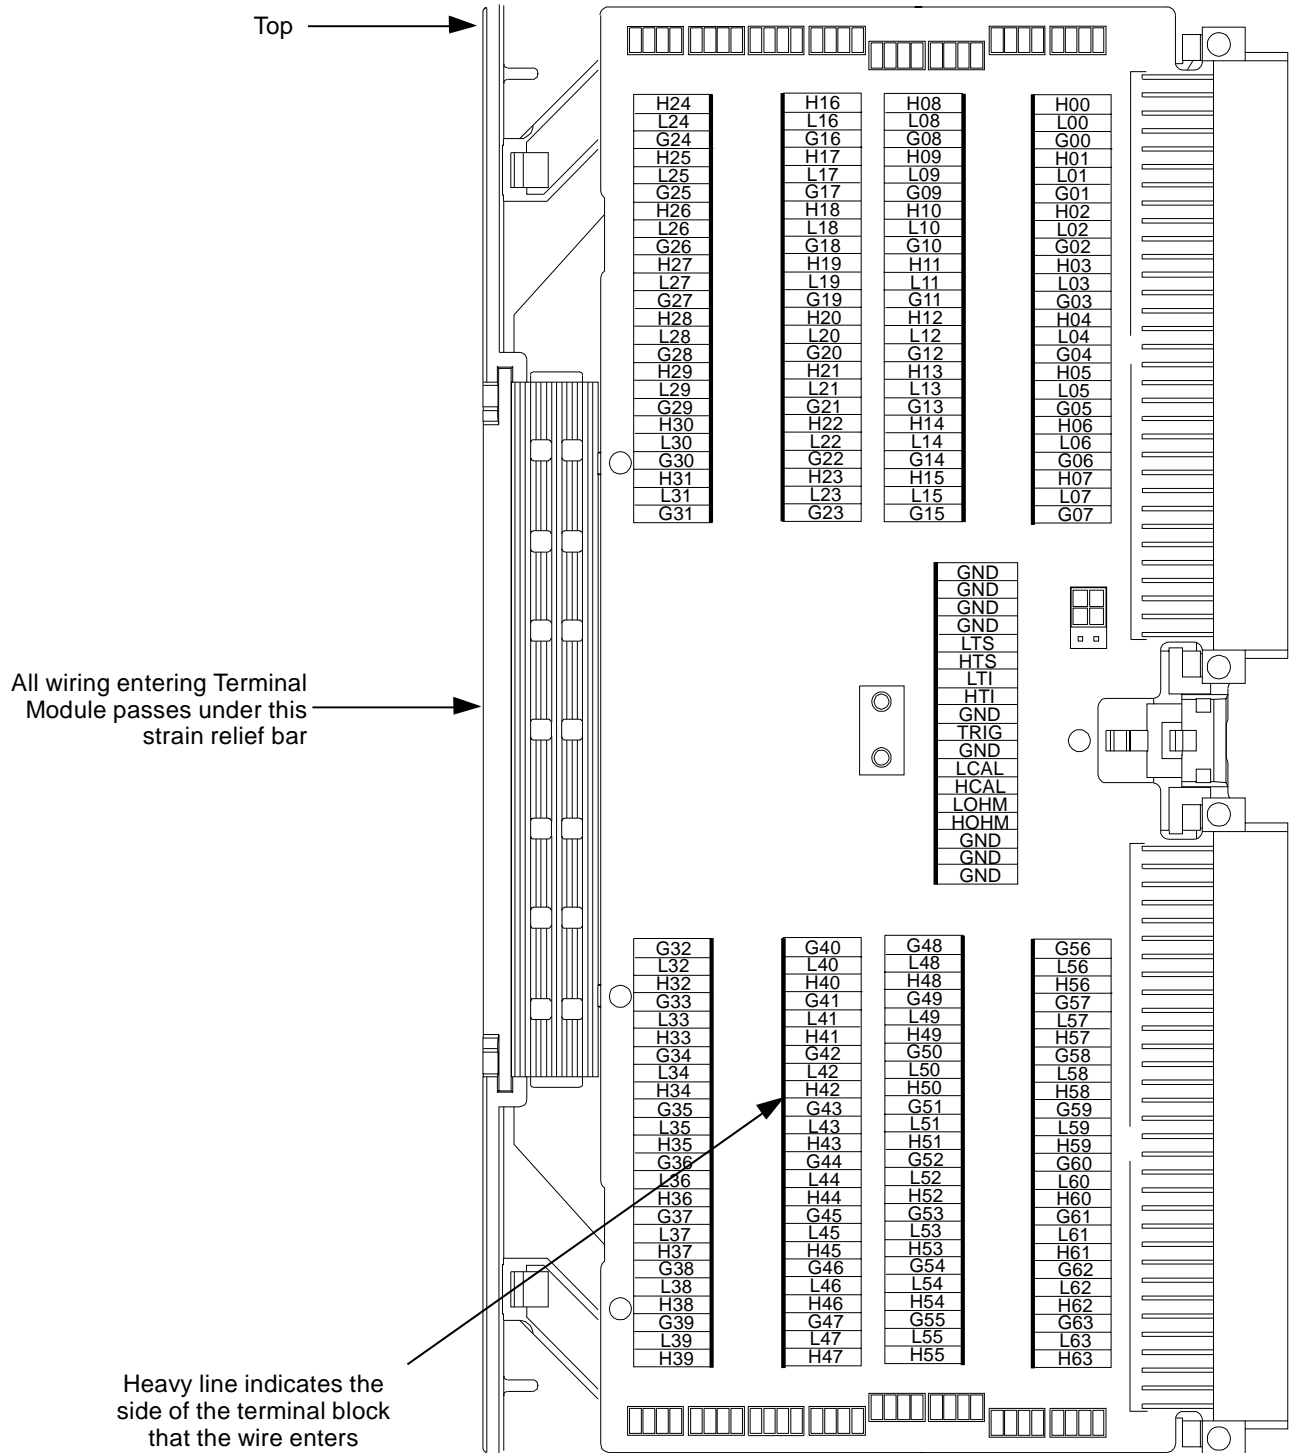 Top
H24
L24
G24
H25
L25
G25
H26
L26
G26
H27
L27
G27
H28
L28
G28
H29
L29
G29
H30
L30
G30
H31
L31
G31
H16
L16
G16
H17
L17
G17
H18
L18
G18
H19
L19
G19
H20
L20
G20
H21
L21
G21
H22
L22
G22
H23
L23
G23
H08
L08
G08
H09
L09
G09
H10
L10
G10
H11
L11
G11
H12
L12
G12
H13
L13
G13
H14
L14
G14
H15
L15
G15
H00
L00
G00
H01
L01
G01
H02
L02
G02
H03
L03
G03
H04
L04
G04
H05
L05
G05
H06
L06
G06
H07
L07
G07
GND
GND
GND
GND
LTS
HTS
LTI
HTI
GND
TRIG
GND
LCAL
HCAL
LOHM
HOHM
GND
GND
GND
All wiring entering Terminal
Module passes under this
strain relief bar
G32
L32
H32
G33
L33
H33
G34
L34
H34
G35
L35
H35
G36
L36
H36
G37
L37
H37
G38
L38
H38
G39
L39
H39
G40
L40
H40
G41
L41
H41
G42
L42
H42
G43
L43
H43
G44
L44
H44
G45
L45
H45
G46
L46
H46
G47
L47
H47
G48
L48
H48
G49
L49
H49
G50
L50
H50
G51
L51
H51
G52
L52
H52
G53
L53
H53
G54
L54
H54
G55
L55
H55
G56
L56
H56
G57
L57
H57
G58
L58
H58
G59
L59
H59
G60
L60
H60
G61
L61
H61
G62
L62
H62
G63
L63
H63
Heavy line indicates the
side of the terminal block
that the wire enters